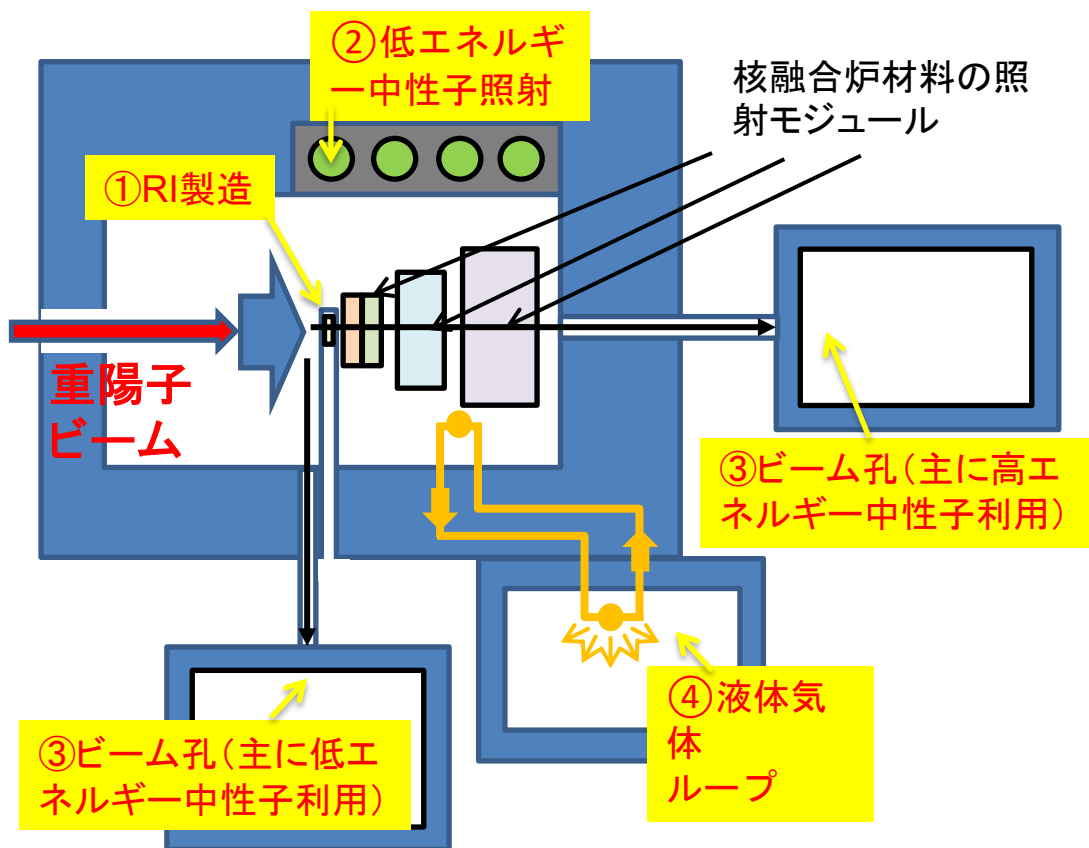 ②低エネルギ
ー中性子照射
核融合炉材料の照
射モジュール
①RI製造
重陽子
ビーム
③ビーム孔（主に高エ
ネルギー中性子利用）
④液体気
体
ループ
③ビーム孔（主に低エ
ネルギー中性子利用）